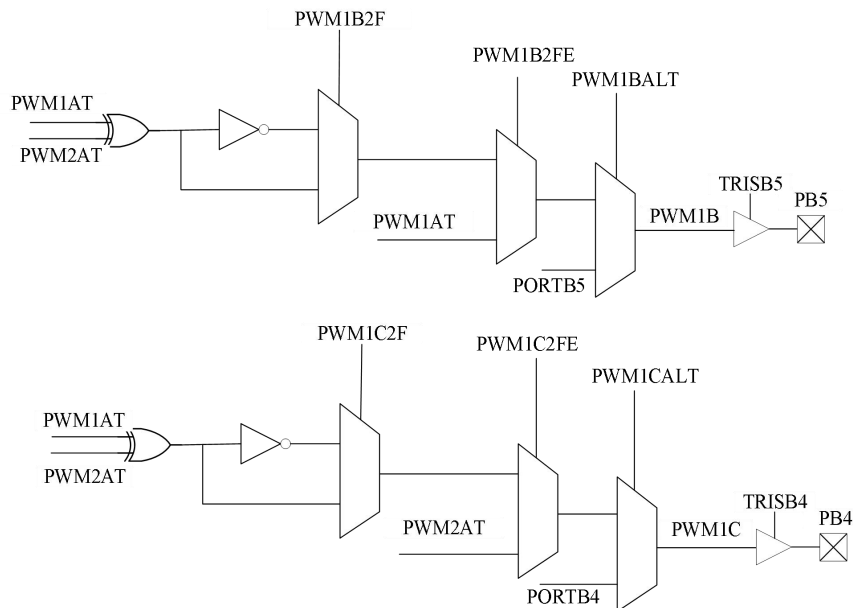 PWM1B2F
PWM1B2FE
PWM1BALT
PWM1AT
PWM2AT
TRISB5
PB5
PWM1AT
PWM1B
PORTB5
PWM1C2F
PWM1C2FE
PWM1CALT
PWM1AT
PWM2AT
TRISB4
PB4
PWM2AT
PWM1C
PORTB4